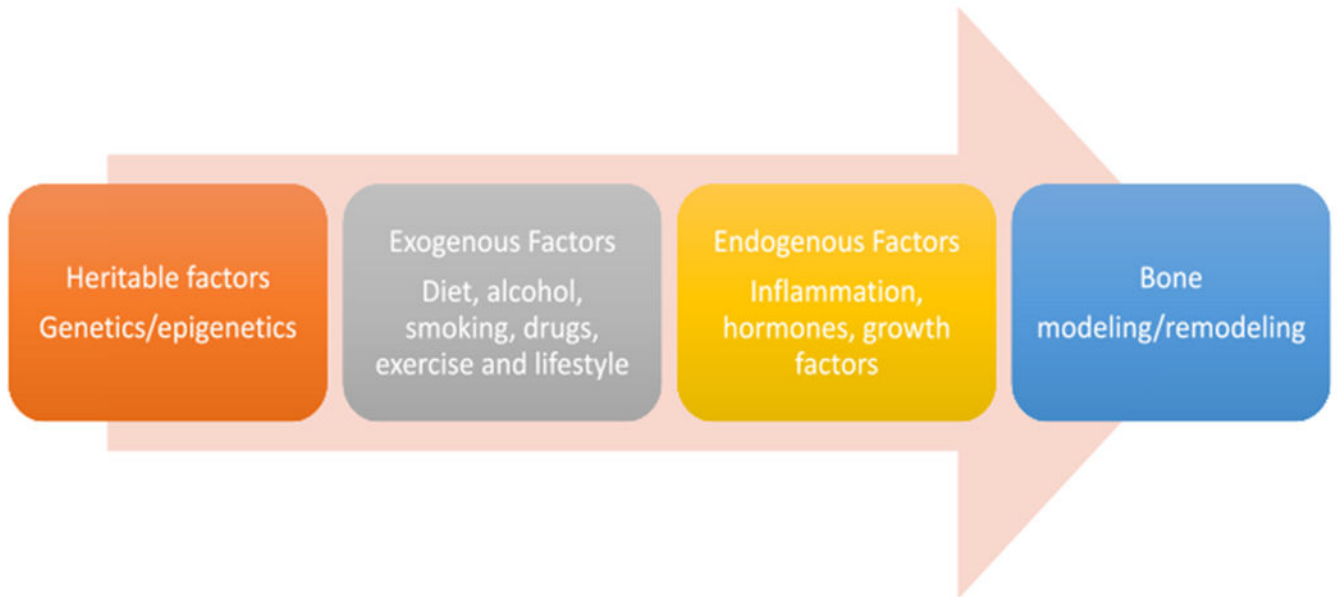 Heritable factors
Genetics/epigenetics
Exogenous Factors
Diet, alcohol,
smoking, drugs,
exercise and lifestyle
Endogenous Factors
Inflammation,
hormones, growth
factors
Bone
modeling/remodeling